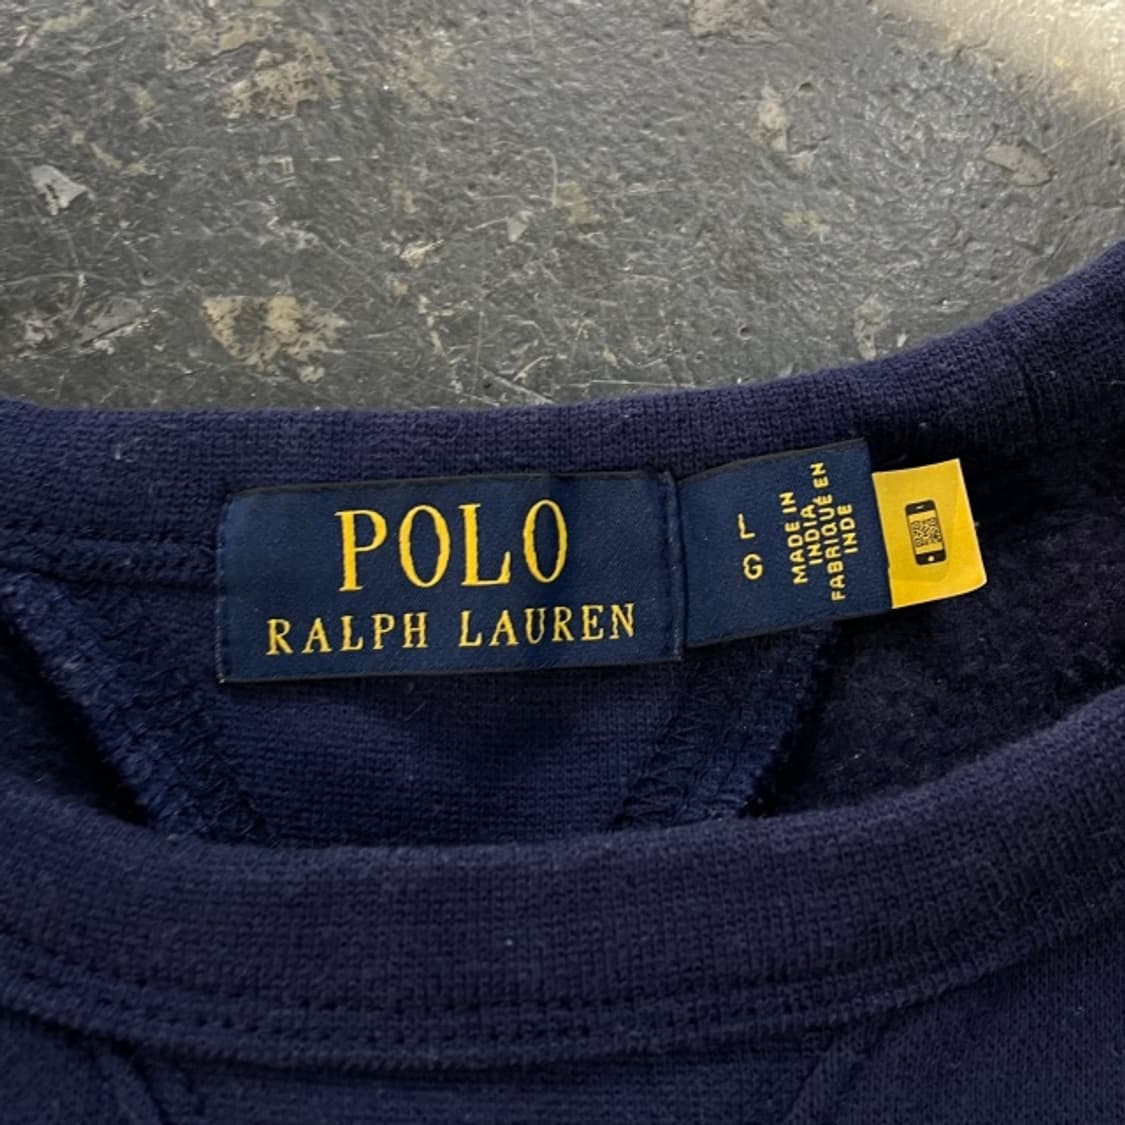 POLO
RALPH LAUREN
L
G
MADE IN
INDIA
FABRIQUÉ EN
INDE